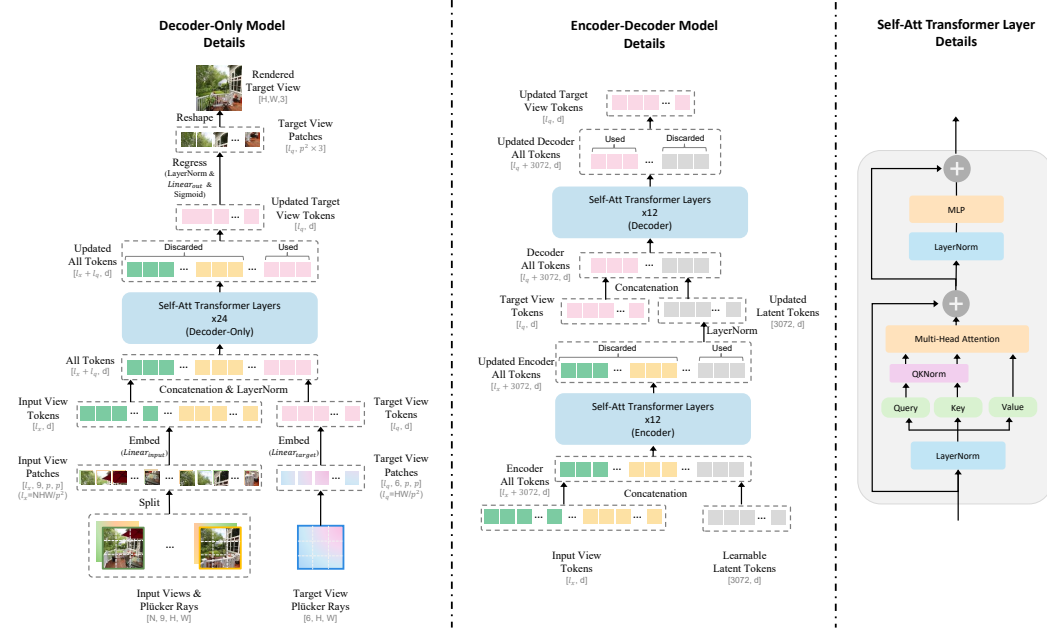 Decoder-Only Model
Details
Rendered
Target View
[H,W,3]
Reshape
Target View
Patches
[l_q, p² × 3]
Regress
(LayerNorm &
Linear_out &
Sigmoid)
Updated Target
View Tokens
[l_q, d]
Updated
All Tokens
[l_x + l_q, d]
Discarded
Used
Self-Att Transformer Layers
x24
(Decoder-Only)
All Tokens
[l_x + l_q, d]
Concatenation & LayerNorm
Input View
Tokens
[l_x, d]
Target View
Tokens
[l_q, d]
Embed
(Linear_input)
Embed
(Linear_target)
Input View
Patches
[l_x, 9, p, p]
(l_x=NHW/p²)
Target View
Patches
[l_q, 6, p, p]
(l_q=HW/p²)
Split
...
Input Views &
Plücker Rays
[N, 9, H, W]
Target View
Plücker Rays
[6, H, W]
Encoder-Decoder Model
Details
Updated Target
View Tokens
[l_q, d]
Updated Decoder
All Tokens
[l_q + 3072, d]
Used
Discarded
Self-Att Transformer Layers
x12
(Decoder)
Decoder
All Tokens
[l_q + 3072, d]
Concatenation
Target View
Tokens
[l_q, d]
Updated
Latent Tokens
[3072, d]
LayerNorm
Updated Encoder
All Tokens
[l_x + 3072, d]
Discarded
Used
Self-Att Transformer Layers
x12
(Encoder)
Encoder
All Tokens
[l_x + 3072, d]
Concatenation
Input View
Tokens
[l_x, d]
Learnable
Latent Tokens
[3072, d]
Self-Att Transformer Layer
Details
MLP
LayerNorm
Multi-Head Attention
QKNorm
Query
Key
Value
LayerNorm